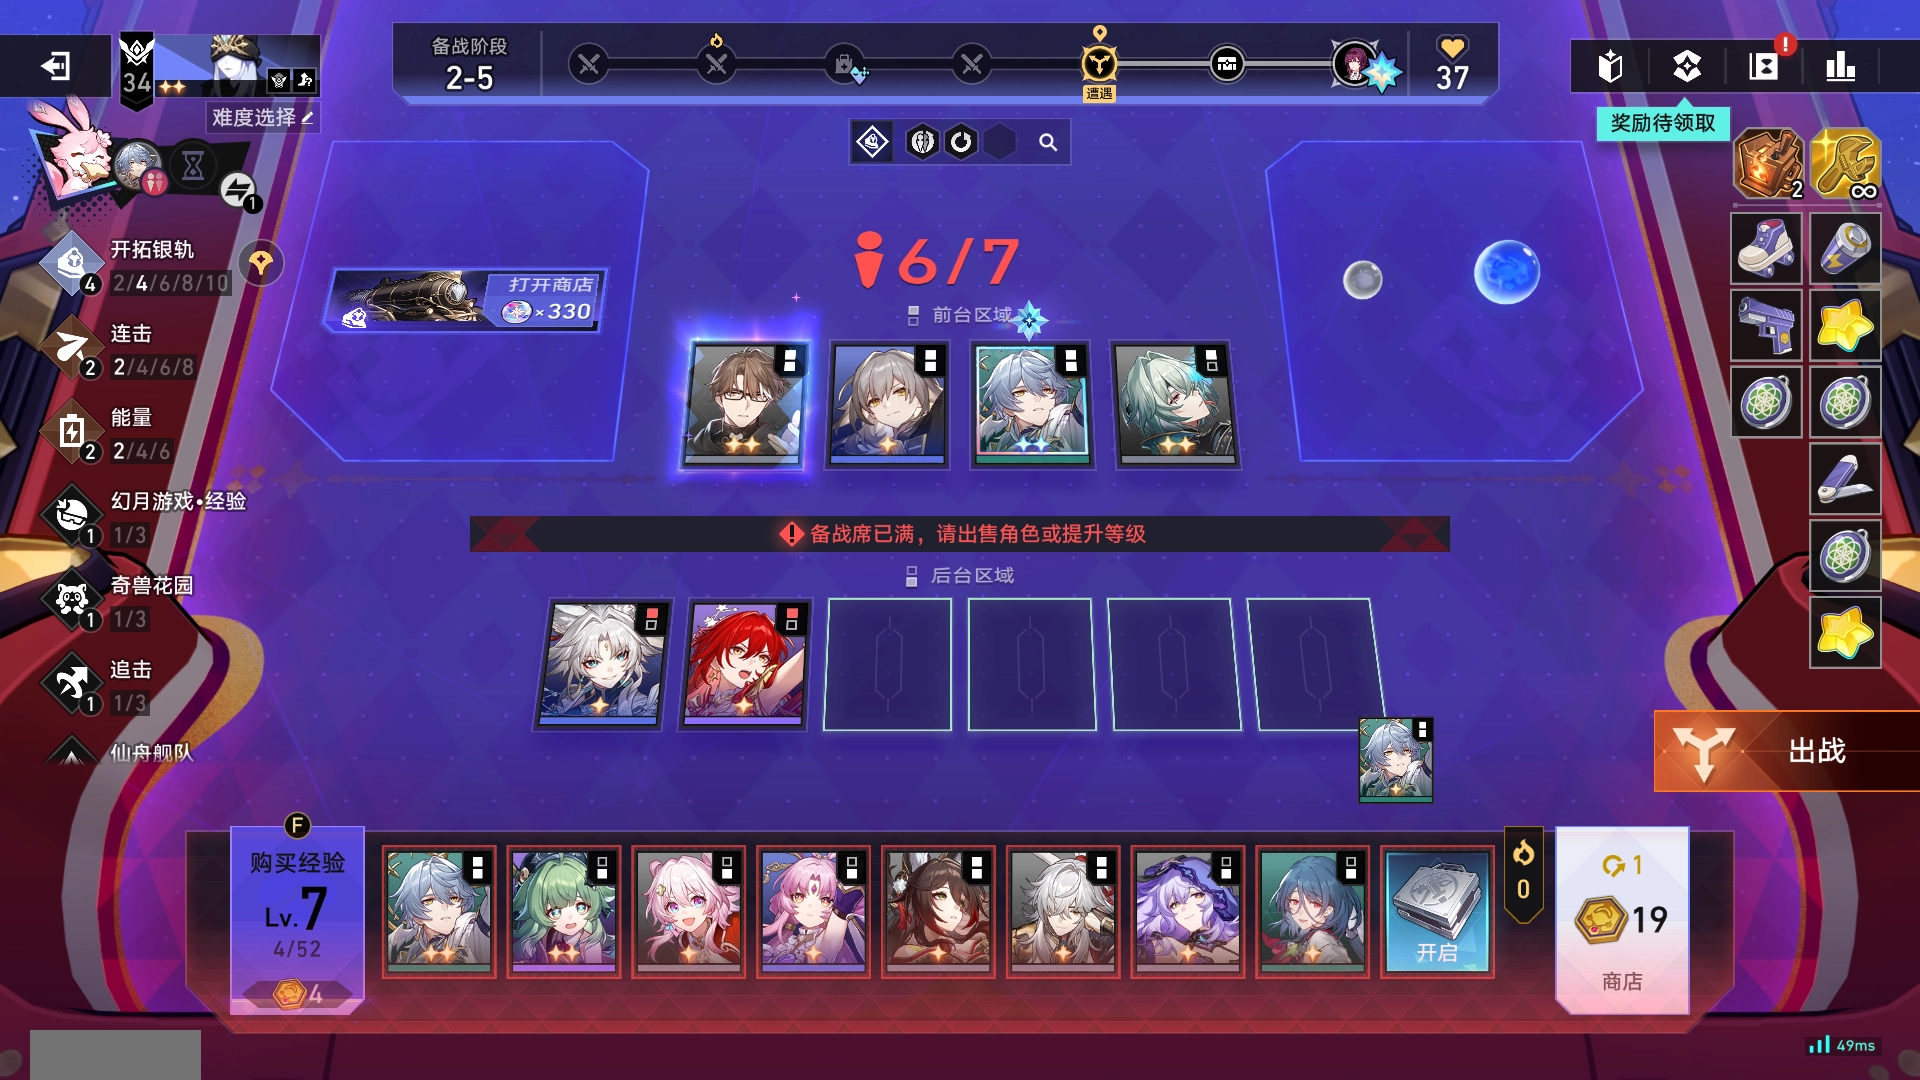 34
难度选择
1
备战阶段
2-5
遭遇
37
奖励待领取
2
∞
开拓银轨
4
2/4/6/8/10
连击
2
2/4/6/8
能量
2
2/4/6
幻月游戏•经验
1
1/3
奇兽花园
1
1/3
追击
1
1/3
仙舟舰队
打开商店
×330
6/7
前台区域
备战席已满，请出售角色或提升等级
后台区域
出战
F
购买经验
Lv.7
4/52
4
开启
0
1
19
商店
49ms